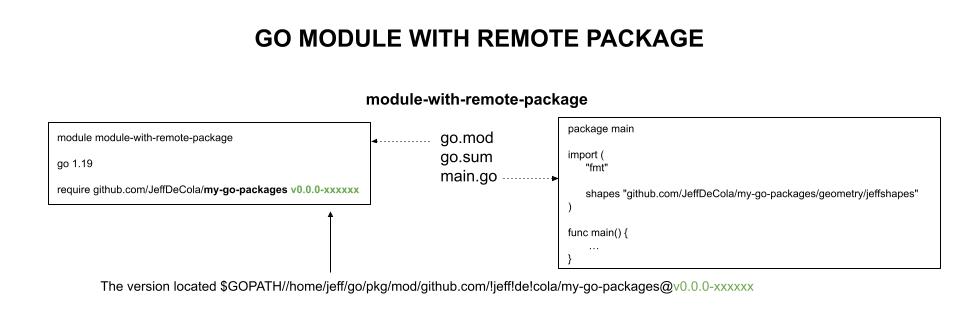 GO MODULE WITH REMOTE PACKAGE
module-with-remote-package
module module-with-remote-package
go 1.19
require github.com/JeffDeCola/my-go-packages v0.0.0-xxxxxx
go.mod
go.sum
main.go
package main
import (
"fmt"
shapes "github.com/JeffDeCola/my-go-packages/geometry/jeffshapes"
)
func main() {
...
}
The version located $GOPATH//home/jeff/go/pkg/mod/github.com/!jeff!de!cola/my-go-packages@v0.0.0-xxxxxx